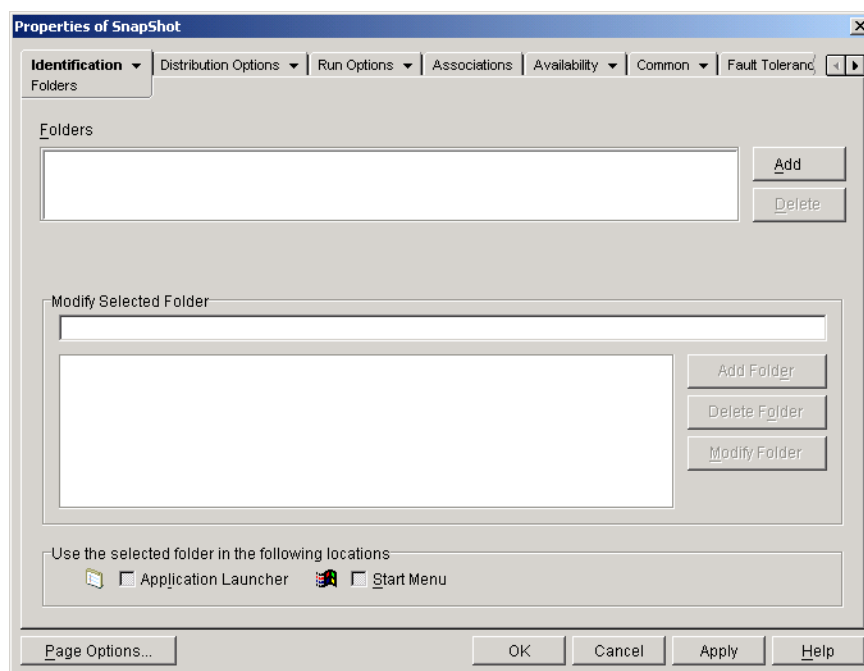 Properties of SnapShot
Identification Distribution Options Run Options Associations Availability Common Fault Toleranc
Folders
Folders
Add
Delete
Modify Selected Folder
Add Folder
Delete Folder
Modify Folder
Use the selected folder in the following locations
Application Launcher Start Menu
Page Options... OK Cancel Apply Help